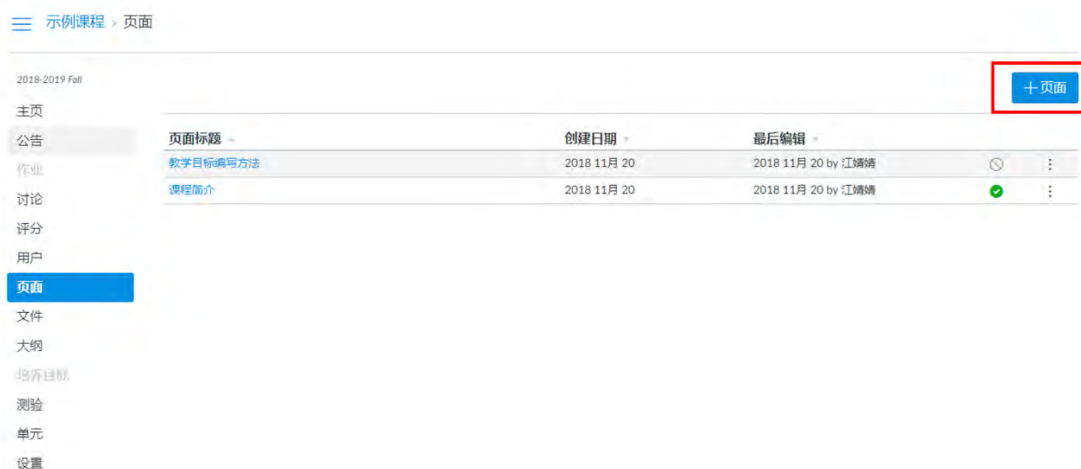 示例课程 › 页面
2018-2019 Fall
+页面
主页
公告
作业
讨论
评分
用户
页面
文件
大纲
培养目标
测验
单元
设置
页面标题 创建日期 最后编辑
教学目标编写方法 2018 11月 20 2018 11月 20 by 江婧婧
课程简介 2018 11月 20 2018 11月 20 by 江婧婧